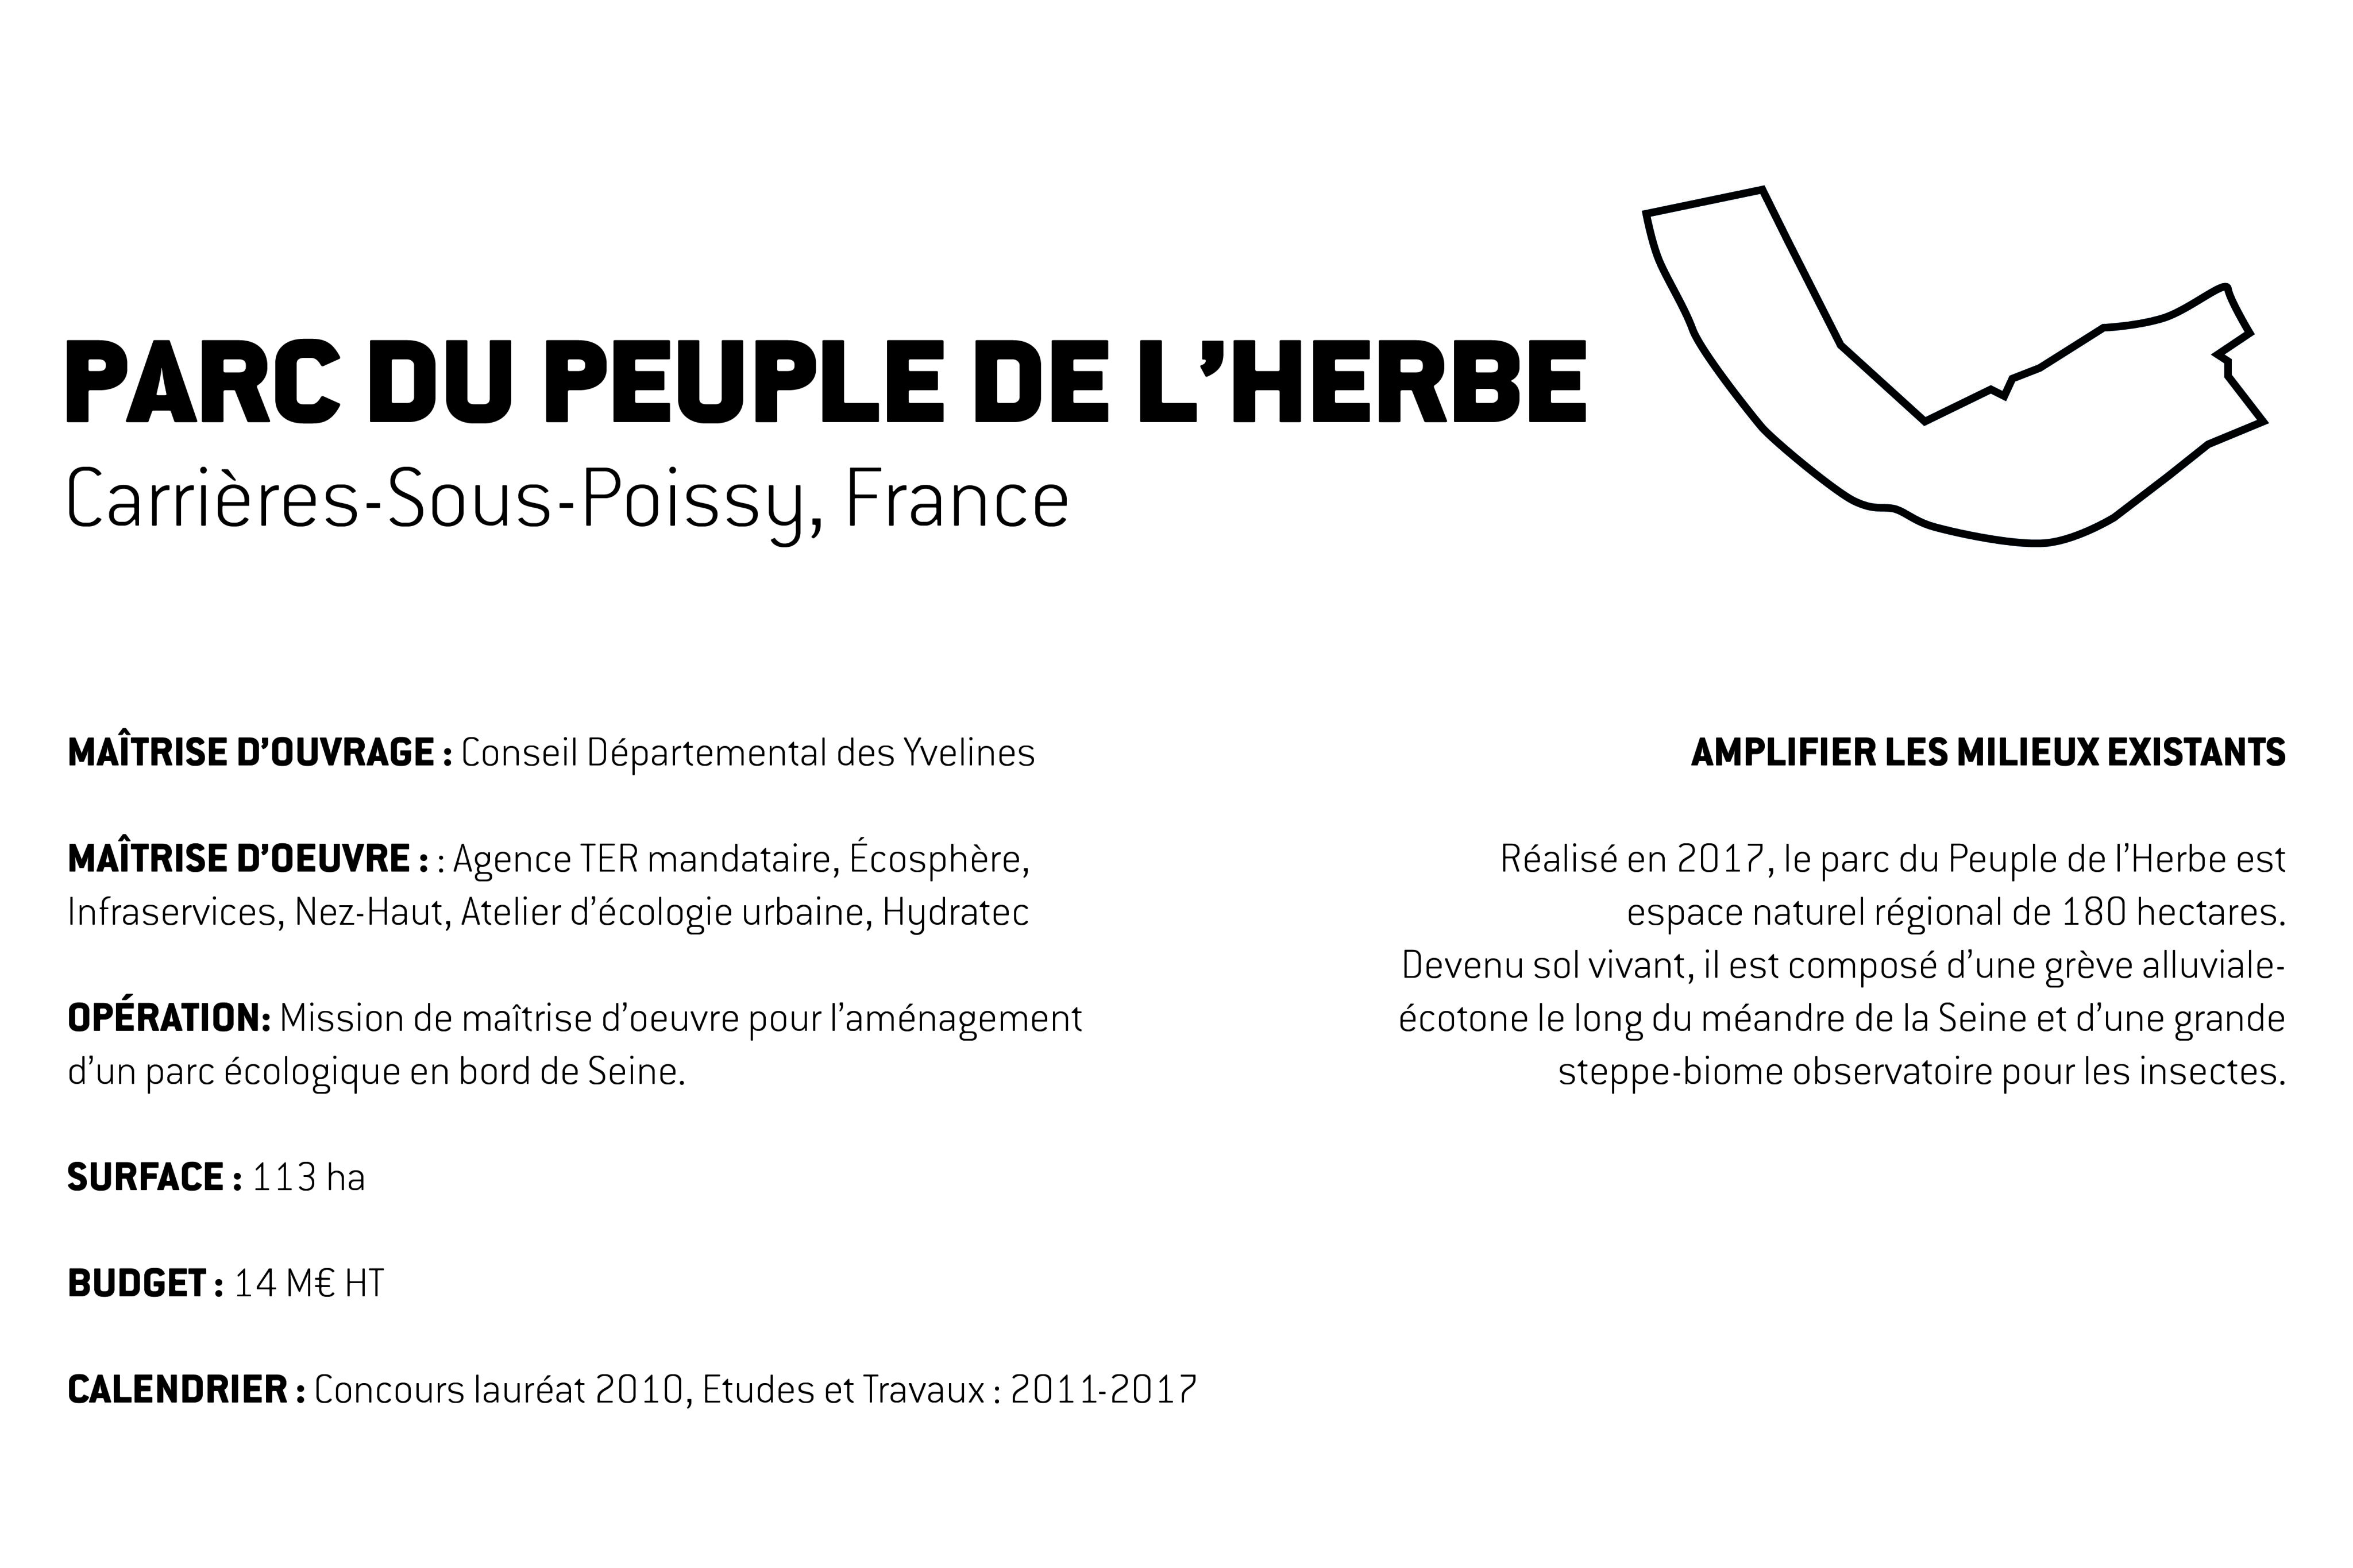 PARC DU PEUPLE DE L’HERBE
Carrières-Sous-Poissy, France
MAÎTRISE D’OUVRAGE : Conseil Départemental des Yvelines
MAÎTRISE D’OEUVRE : : Agence TER mandataire, Écosphère,
Infraservices, Nez-Haut, Atelier d’écologie urbaine, Hydratec
OPÉRATION: Mission de maîtrise d’oeuvre pour l’aménagement
d’un parc écologique en bord de Seine.
SURFACE : 113 ha
BUDGET : 14 M€ HT
CALENDRIER : Concours lauréat 2010, Etudes et Travaux : 2011-2017
AMPLIFIER LES MILIEUX EXISTANTS
Réalisé en 2017, le parc du Peuple de l’Herbe est
espace naturel régional de 180 hectares.
Devenu sol vivant, il est composé d’une grève alluviale-
écotone le long du méandre de la Seine et d’une grande
steppe-biome observatoire pour les insectes.